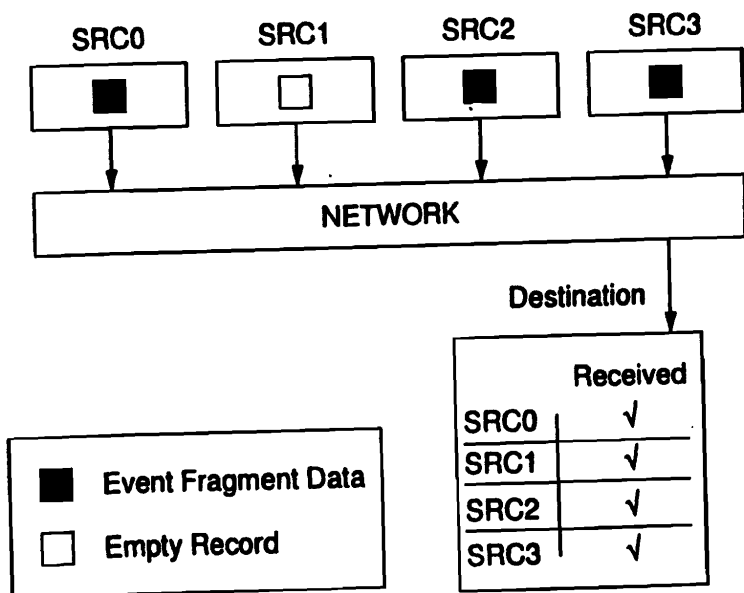 SRC0 SRC1 SRC2 SRC3
NETWORK
Destination
Received
SRC0 √
SRC1 √
SRC2 √
SRC3 √
Event Fragment Data
Empty Record